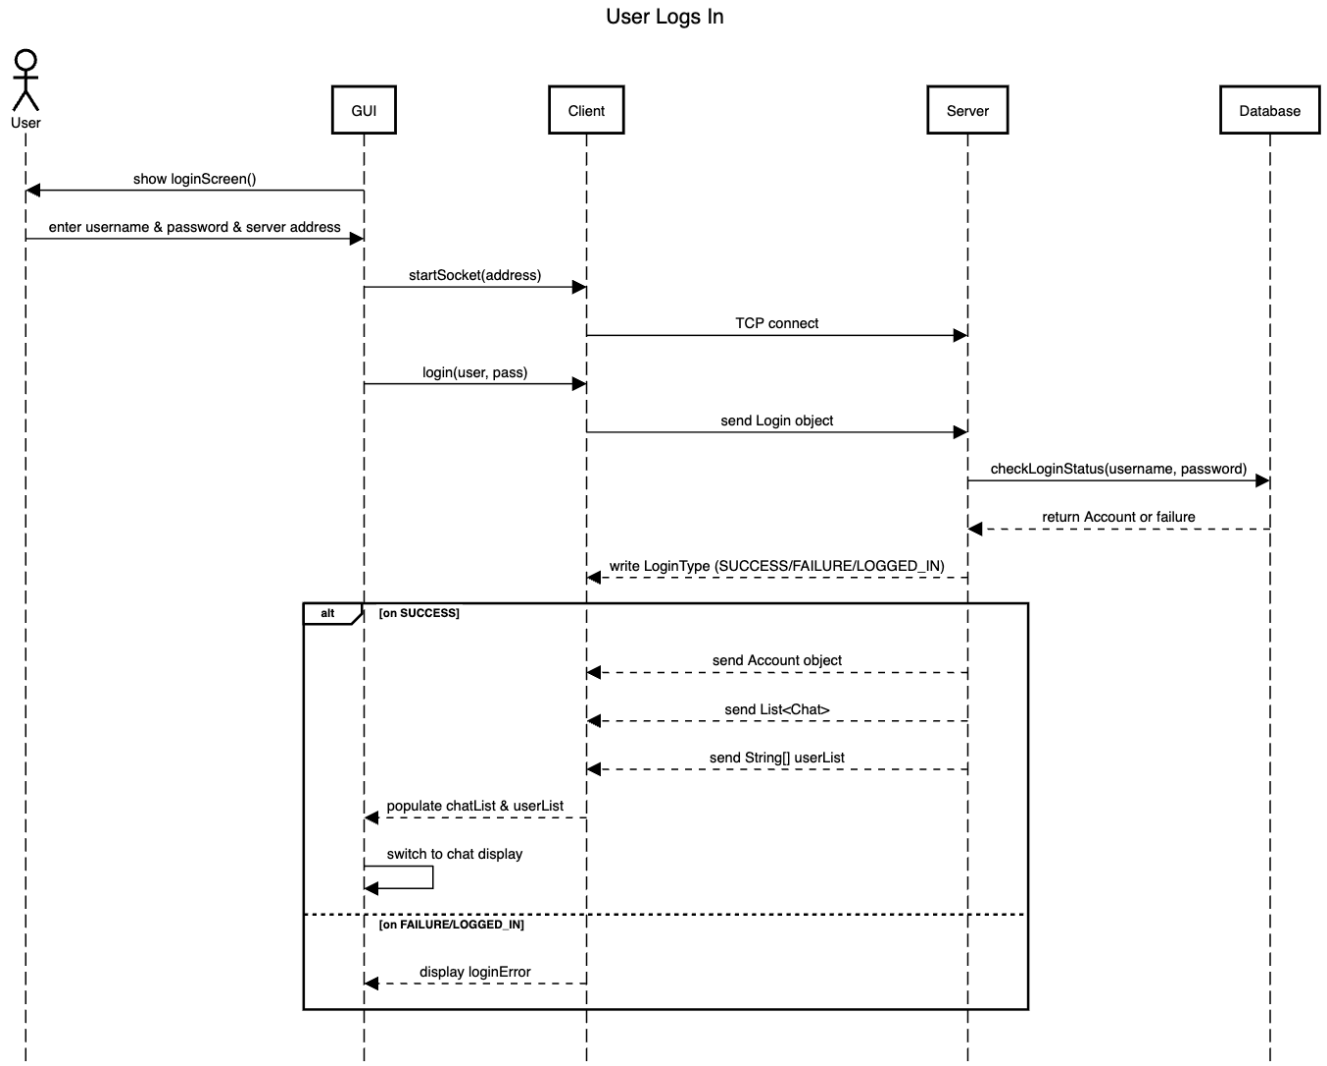 User Logs In
User
GUI
Client
Server
Database
show loginScreen()
enter username & password & server address
startSocket(address)
TCP connect
login(user, pass)
send Login object
checkLoginStatus(username, password)
return Account or failure
write LoginType (SUCCESS/FAILURE/LOGGED_IN)
alt
[on SUCCESS]
send Account object
send List<Chat>
send String[] userList
populate chatList & userList
switch to chat display
[on FAILURE/LOGGED_IN]
display loginError